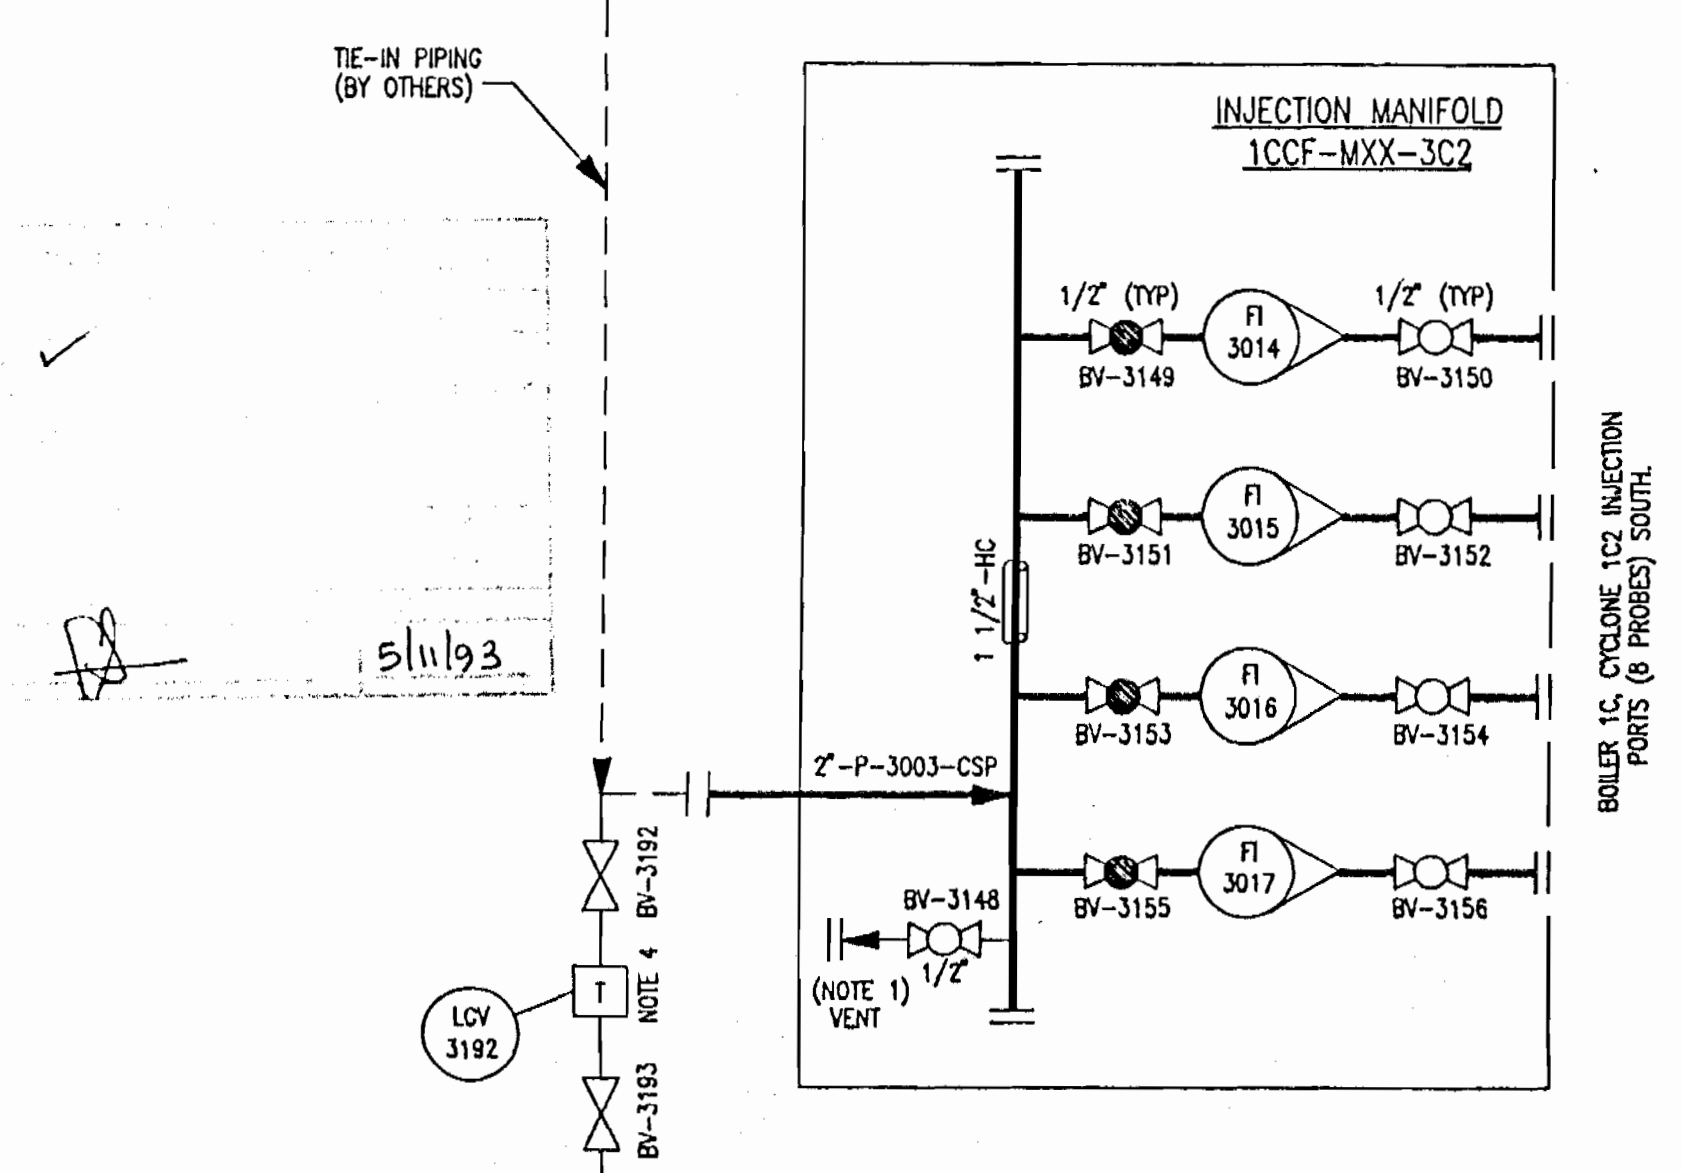 TIE-IN PIPING
(BY OTHERS)
INJECTION MANIFOLD
1CCF-MXX-3C2
1/2" (TYP)
FI
3014
1/2" (TYP)
BV-3149
BV-3150
FI
3015
BV-3151
BV-3152
1 1/2"-HC
FI
3016
BV-3153
BV-3154
2"-P-3003-CSP
FI
3017
BV-3155
BV-3156
BV-3148
1/2"
(NOTE 1)
VENT
BOILER 1C, CYCLONE 1C2 INJECTION
PORTS (8 PROBES) SOUTH.
5/11/93
BV-3192
NOTE 4
T
LCV
3192
BV-3193